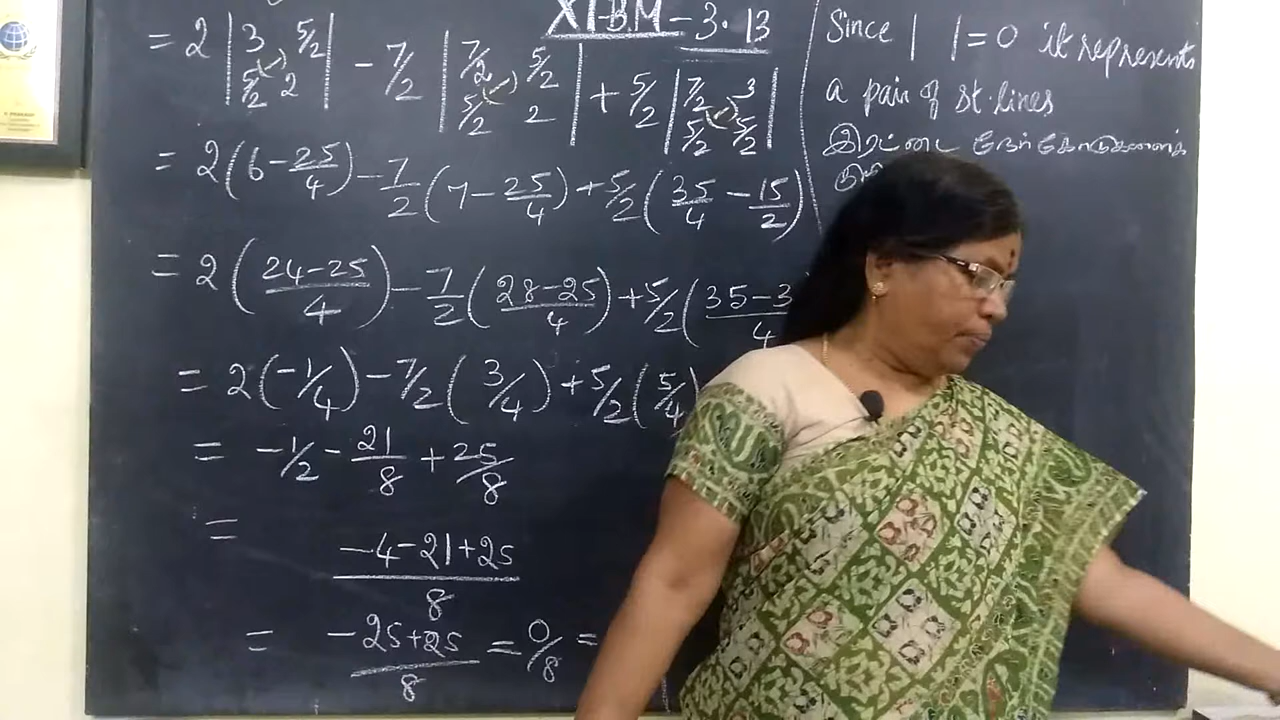 XI-BM-3.13
= 2 |3 5/2; 5/2 2| - 7/2 |7/2 5/2; 5/2 2| + 5/2 |7/2 3; 5/2 5/2|
= 2(6-25/4) - 7/2(7-25/4) + 5/2(35/4-15/2)
= 2((24-25)/4) - 7/2((28-25)/4) + 5/2((35-3 /4
= 2(-1/4) - 7/2(3/4) + 5/2(5/4)
= -1/2 - 21/8 + 25/8
= (-4-21+25)/8
= (-25+25)/8 = 0/8 =
Since | | = 0 it represents
a pair of st. lines
இரட்டை நேர்கோடுகளைக்